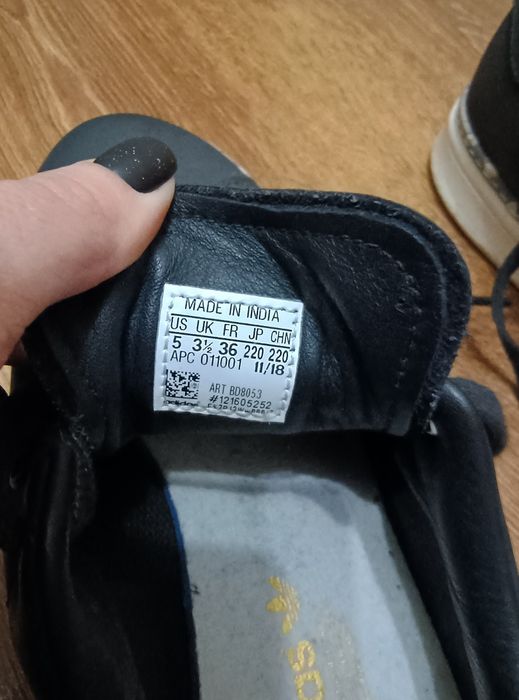 MADE IN INDIA
US UK FR JP CHN
5 3½ 36 220 220
APC 011001 11/18
ART BD8053
#121605252
adidas